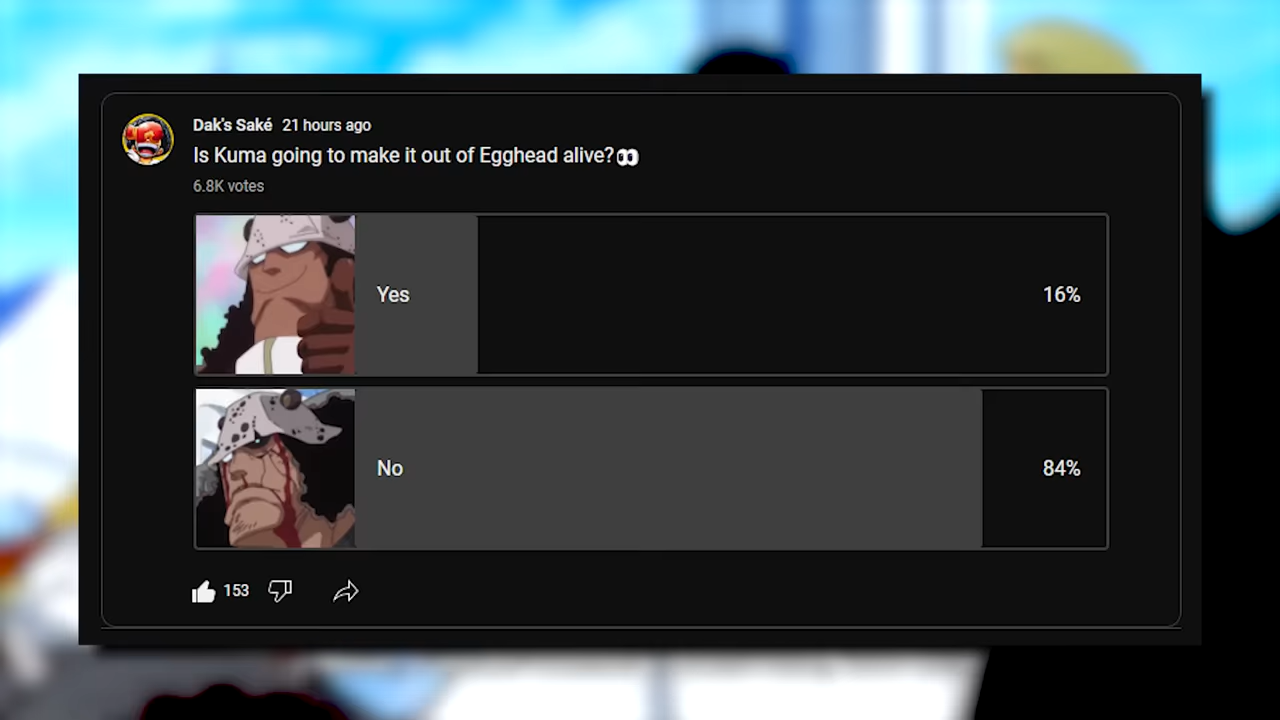 Dak's Saké 21 hours ago
Is Kuma going to make it out of Egghead alive?👀
6.8K votes
Yes 16%
No 84%
153